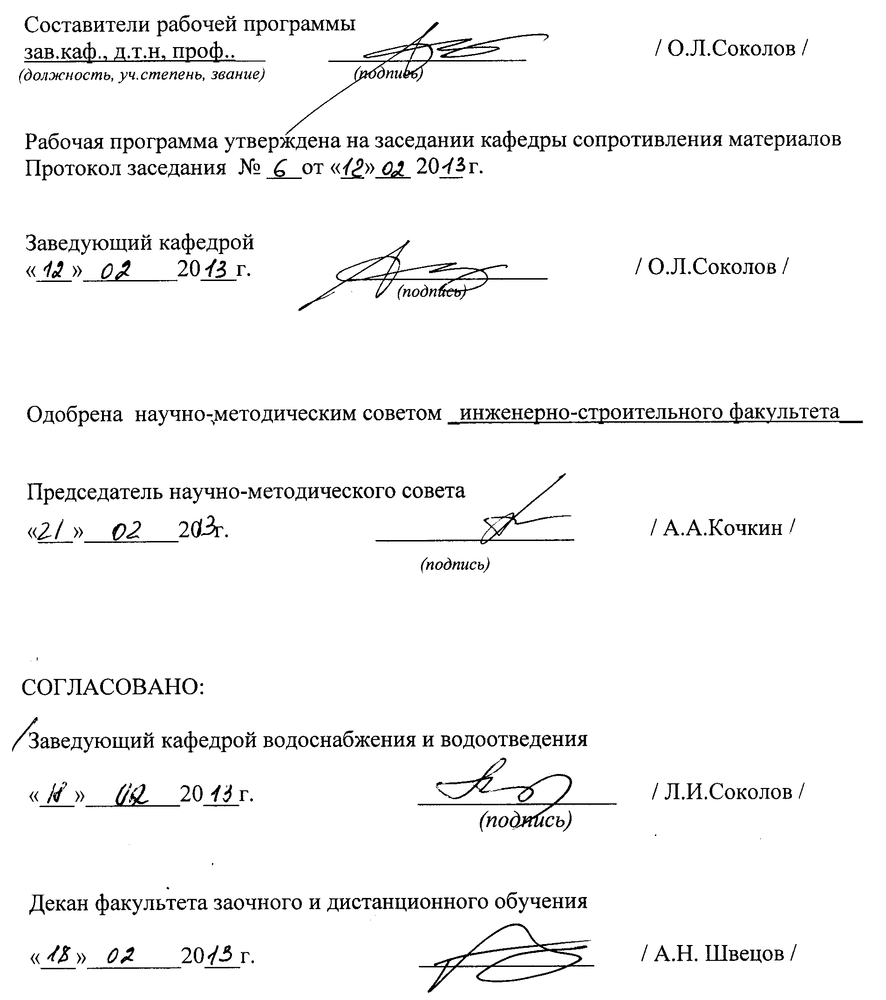 Составители рабочей программы
зав.каф., д.т.н, проф.. / О.Л.Соколов /
(должность, уч.степень, звание) (подпись)
Рабочая программа утверждена на заседании кафедры сопротивления материалов
Протокол заседания № 6 от «12» 02 2013 г.
Заведующий кафедрой
«12» 02 2013 г. / О.Л.Соколов /
(подпись)
Одобрена научно-методическим советом инженерно-строительного факультета
Председатель научно-методического совета
«21» 02 2013г. / А.А.Кочкин /
(подпись)
СОГЛАСОВАНО:
Заведующий кафедрой водоснабжения и водоотведения
«18» 02 2013 г. / Л.И.Соколов /
(подпись)
Декан факультета заочного и дистанционного обучения
«18» 02 2013 г. / А.Н. Швецов /